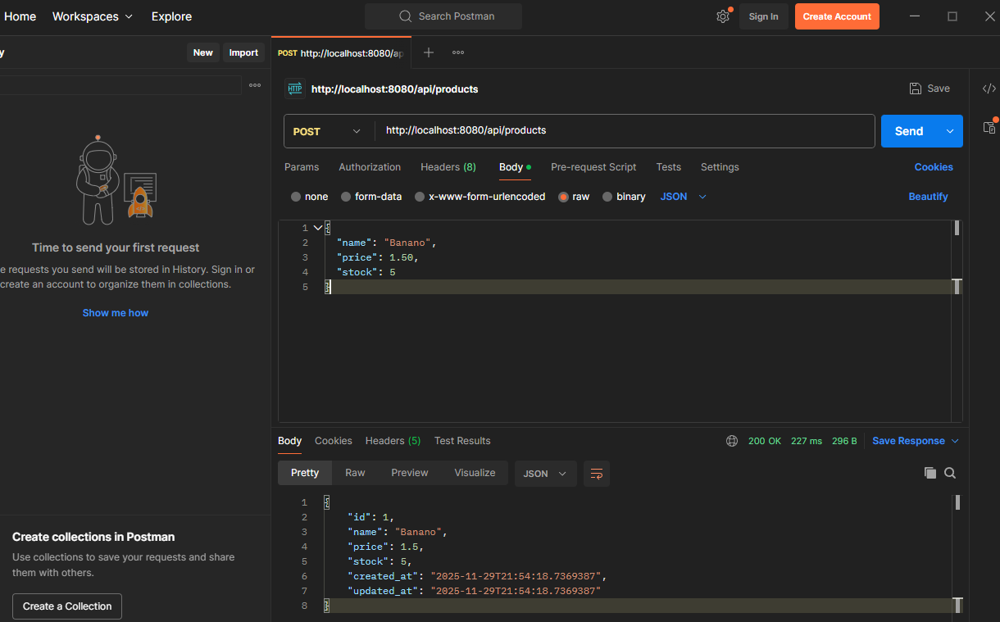 Home Workspaces Explore Search Postman Sign In Create Account
y New Import POST http://localhost:8080/ap
HTTP http://localhost:8080/api/products Save
POST http://localhost:8080/api/products Send
Params Authorization Headers (8) Body Pre-request Script Tests Settings Cookies
none form-data x-www-form-urlencoded raw binary JSON Beautify
1 {
2 "name": "Banano",
3 "price": 1.50,
4 "stock": 5
5 }
Time to send your first request
e requests you send will be stored in History. Sign in or
create an account to organize them in collections.
Show me how
Body Cookies Headers (5) Test Results 200 OK 227 ms 296 B Save Response
Pretty Raw Preview Visualize JSON
1 {
2 "id": 1,
3 "name": "Banano",
4 "price": 1.5,
5 "stock": 5,
6 "created_at": "2025-11-29T21:54:18.7369387",
7 "updated_at": "2025-11-29T21:54:18.7369387"
8 }
Create collections in Postman
Use collections to save your requests and share
them with others.
Create a Collection